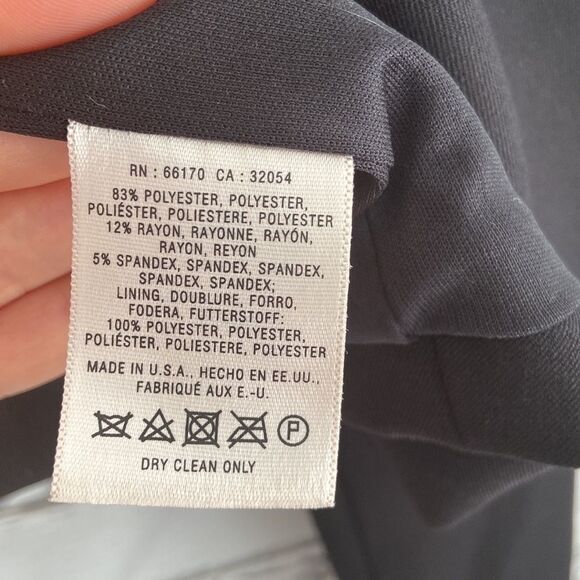 RN : 66170 CA : 32054
83% POLYESTER, POLYESTER,
POLIÉSTER, POLIESTERE, POLYESTER
12% RAYON, RAYONNE, RAYÓN,
RAYON, REYON
5% SPANDEX, SPANDEX, SPANDEX,
SPANDEX, SPANDEX;
LINING, DOUBLURE, FORRO,
FODERA, FUTTERSTOFF:
100% POLYESTER, POLYESTER,
POLIÉSTER, POLIESTERE, POLYESTER
MADE IN U.S.A., HECHO EN EE.UU.,
FABRIQUÉ AUX E.-U.
P
DRY CLEAN ONLY